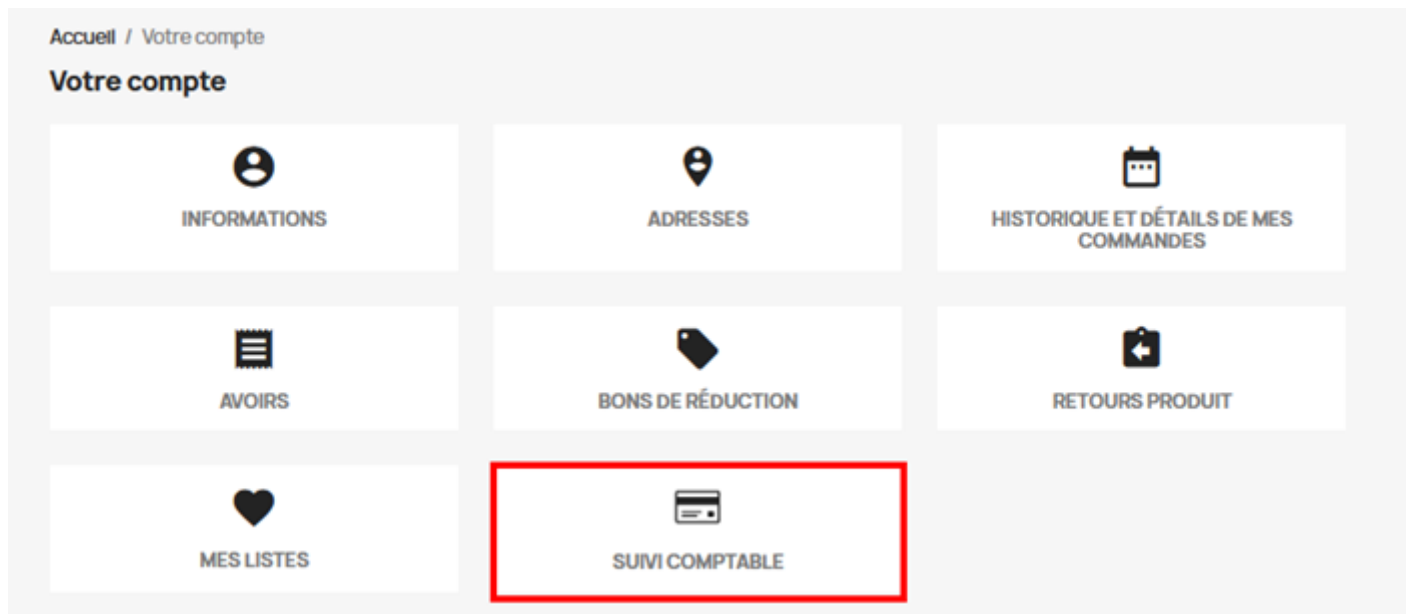 Accueil / Votre compte
Votre compte
INFORMATIONS
ADRESSES
HISTORIQUE ET DÉTAILS DE MES
COMMANDES
AVOIRS
BONS DE RÉDUCTION
RETOURS PRODUIT
MES LISTES
SUIVI COMPTABLE